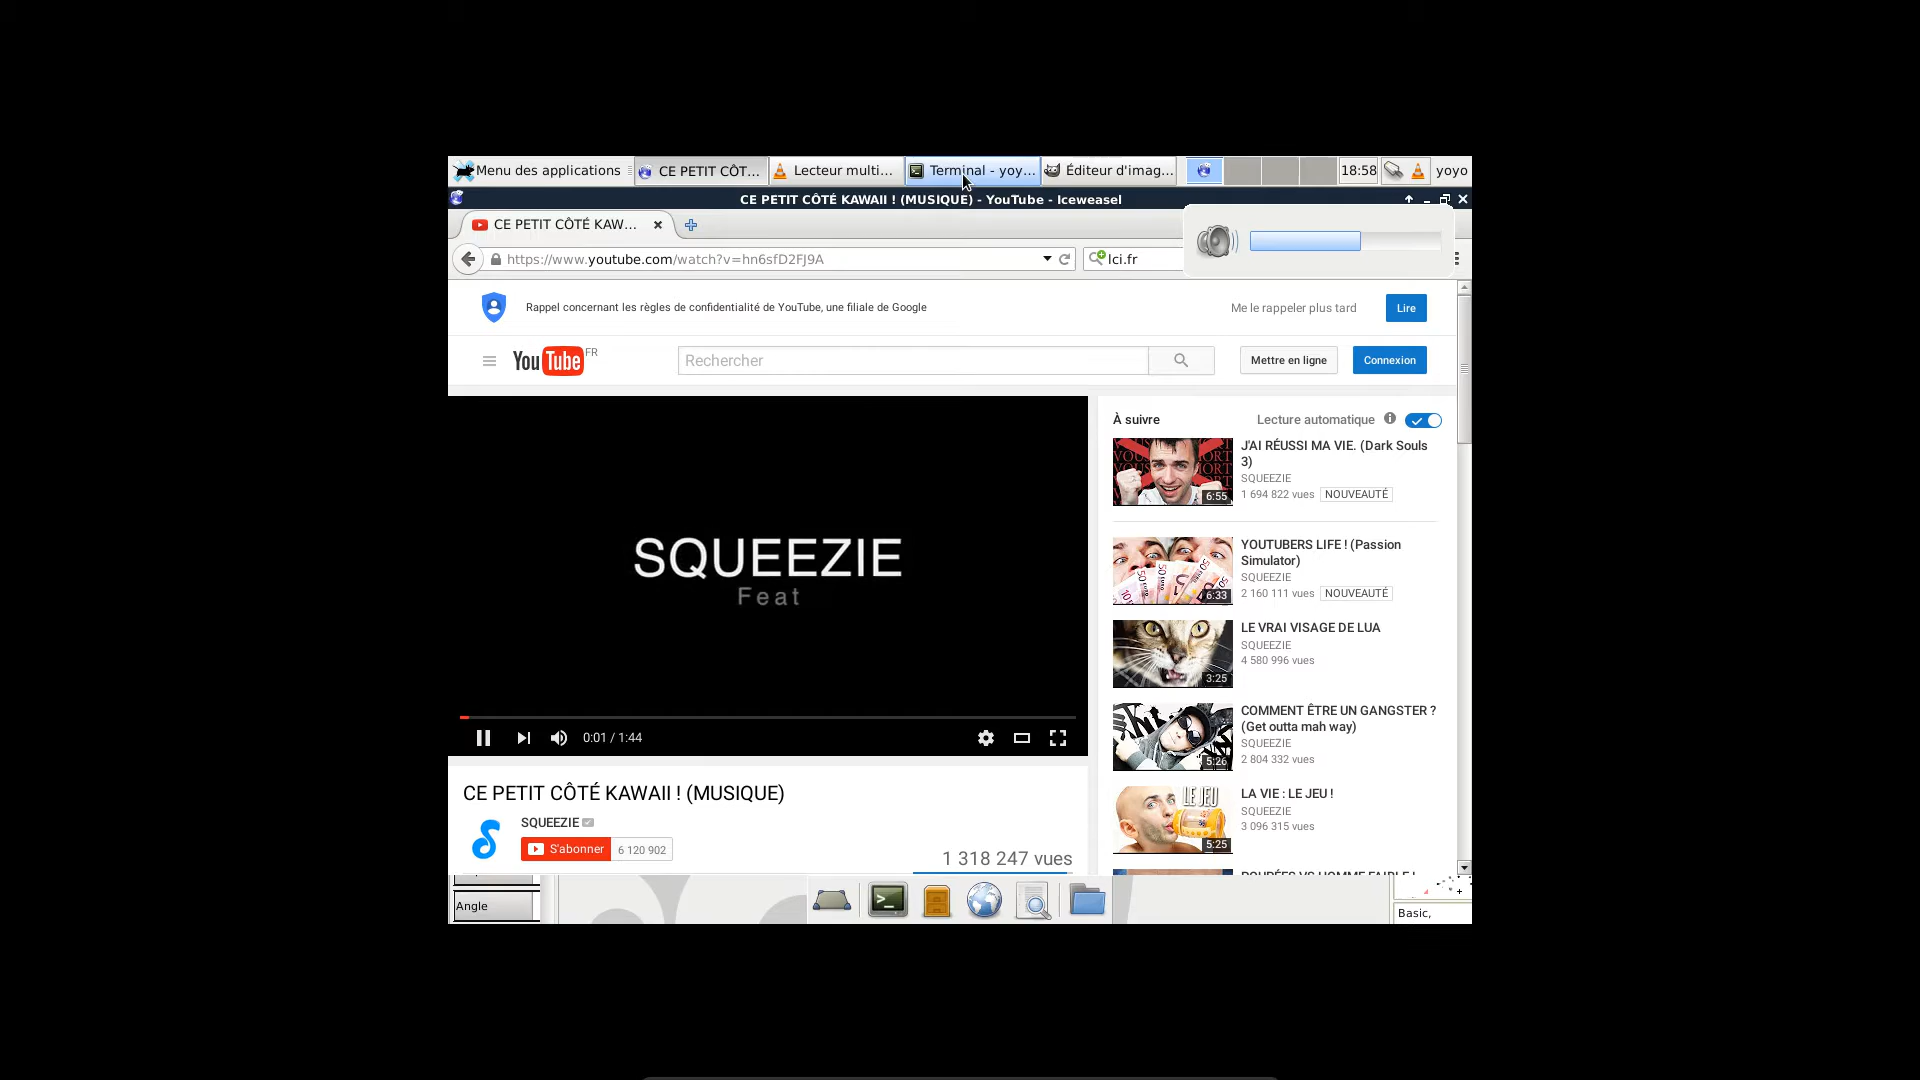 Menu des applications
CE PETIT CÔT...
Lecteur multi...
Terminal - yoy...
Éditeur d'imag...
18:58
yoyo
CE PETIT CÔTÉ KAWAII ! (MUSIQUE) - YouTube - Iceweasel
CE PETIT CÔTÉ KAW...
https://www.youtube.com/watch?v=hn6sfD2FJ9A
lci.fr
Rappel concernant les règles de confidentialité de YouTube, une filiale de Google
Me le rappeler plus tard
Lire
YouTube FR
Rechercher
Mettre en ligne
Connexion
SQUEEZIE
Feat
0:01 / 1:44
CE PETIT CÔTÉ KAWAII ! (MUSIQUE)
SQUEEZIE
S'abonner
6 120 902
1 318 247 vues
À suivre
Lecture automatique
J'AI RÉUSSI MA VIE. (Dark Souls
3)
SQUEEZIE
1 694 822 vues NOUVEAUTÉ
6:55
YOUTUBERS LIFE ! (Passion
Simulator)
SQUEEZIE
2 160 111 vues NOUVEAUTÉ
6:33
LE VRAI VISAGE DE LUA
SQUEEZIE
4 580 996 vues
3:25
COMMENT ÊTRE UN GANGSTER ?
(Get outta mah way)
SQUEEZIE
2 804 332 vues
5:26
LA VIE : LE JEU !
SQUEEZIE
3 096 315 vues
LE JEU
5:25
Angle
Basic,